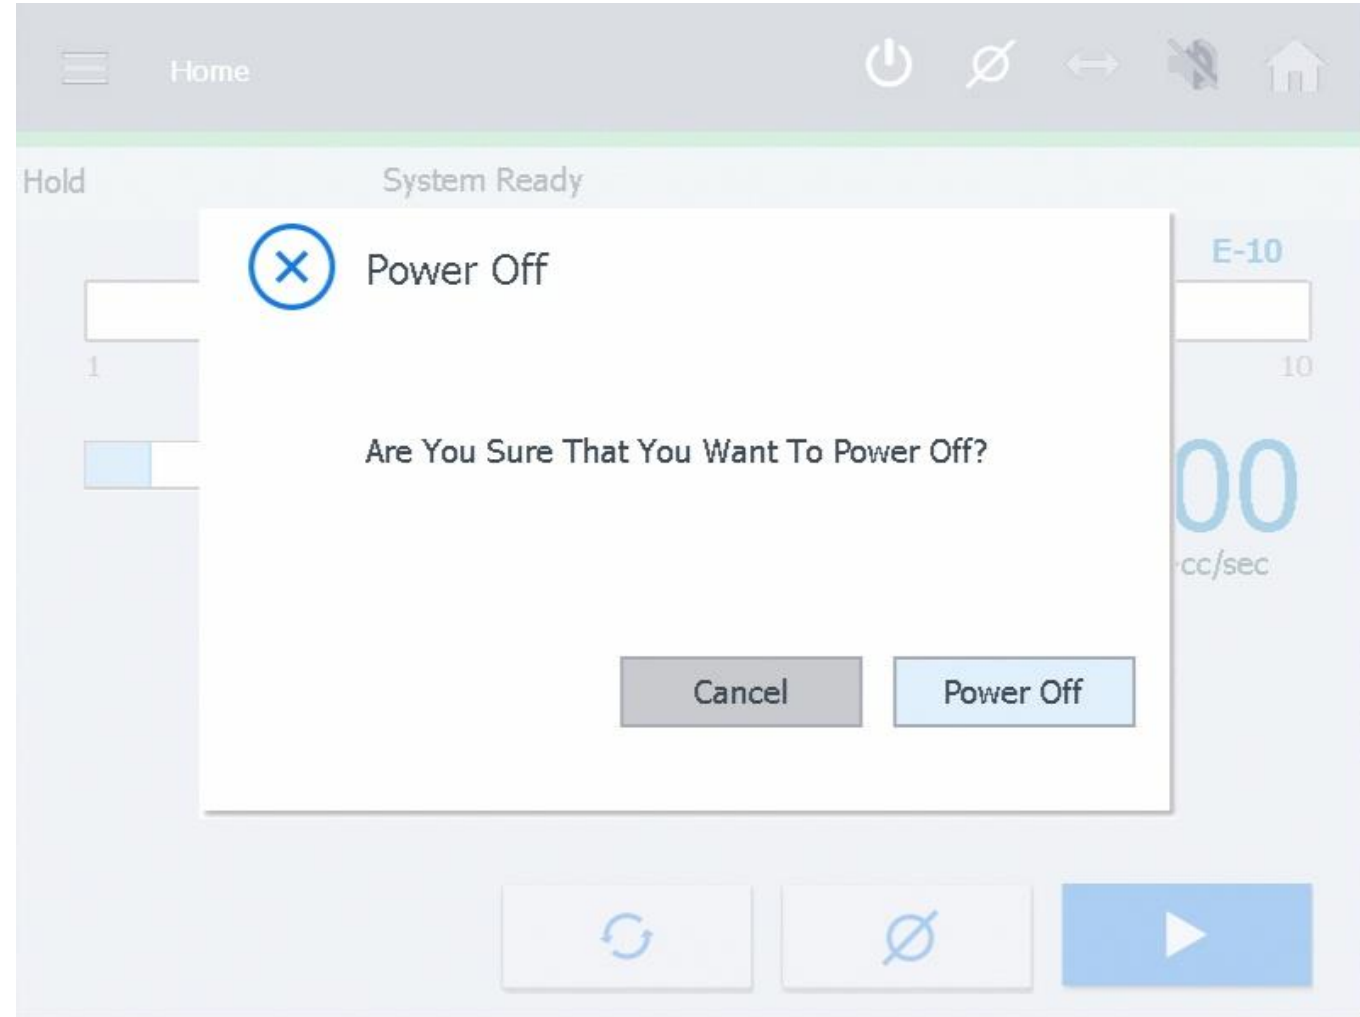 Home
Hold
System Ready
Power Off
E-10
1
10
Are You Sure That You Want To Power Off?
00
cc/sec
Cancel
Power Off